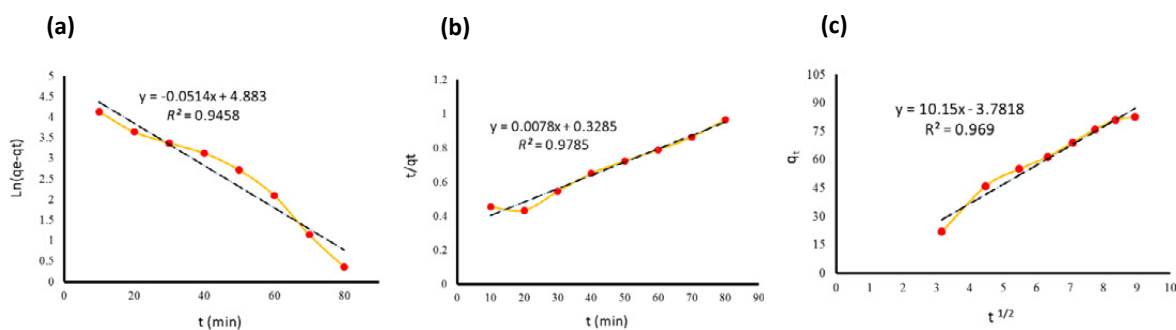 (a)
Ln(qe-qt)
5
4.5
4
3.5
3
2.5
2
1.5
1
0.5
0
y = -0.0514x + 4.883
R² = 0.9458
0 20 40 60 80
t (min)
(b)
t/qt
1.2
1
0.8
0.6
0.4
0.2
0
y = 0.0078x + 0.3285
R² = 0.9785
0 10 20 30 40 50 60 70 80 90
t (min)
(c)
qt
105
90
75
60
45
30
15
0
y = 10.15x - 3.7818
R² = 0.969
0 1 2 3 4 5 6 7 8 9 10
t 1/2